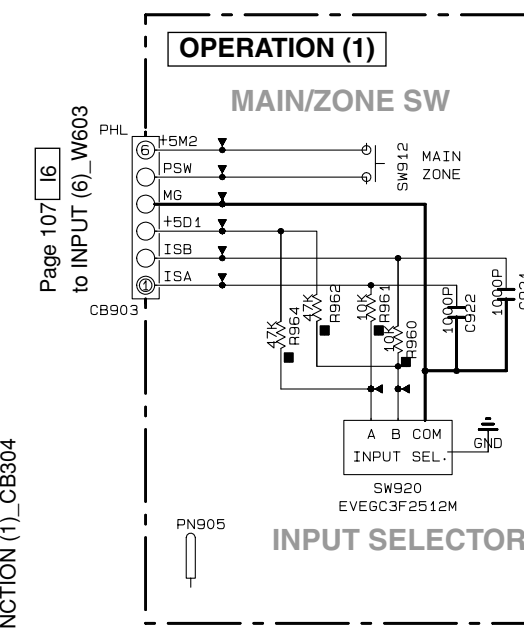 OPERATION (1)
MAIN/ZONE SW
Page 107 I6
to INPUT (6)_W603
PHL
6
+5M2
PSW
MG
+5D1
ISB
ISA
1
CB903
SW912
MAIN
ZONE
47K
R964
47K
R962
10K
R961
10K
R960
1000P
C922
1000P
A B COM
INPUT SEL.
GND
SW920
EVEGC3F2512M
INPUT SELECTOR
PN905
NCTION (1)_CB304